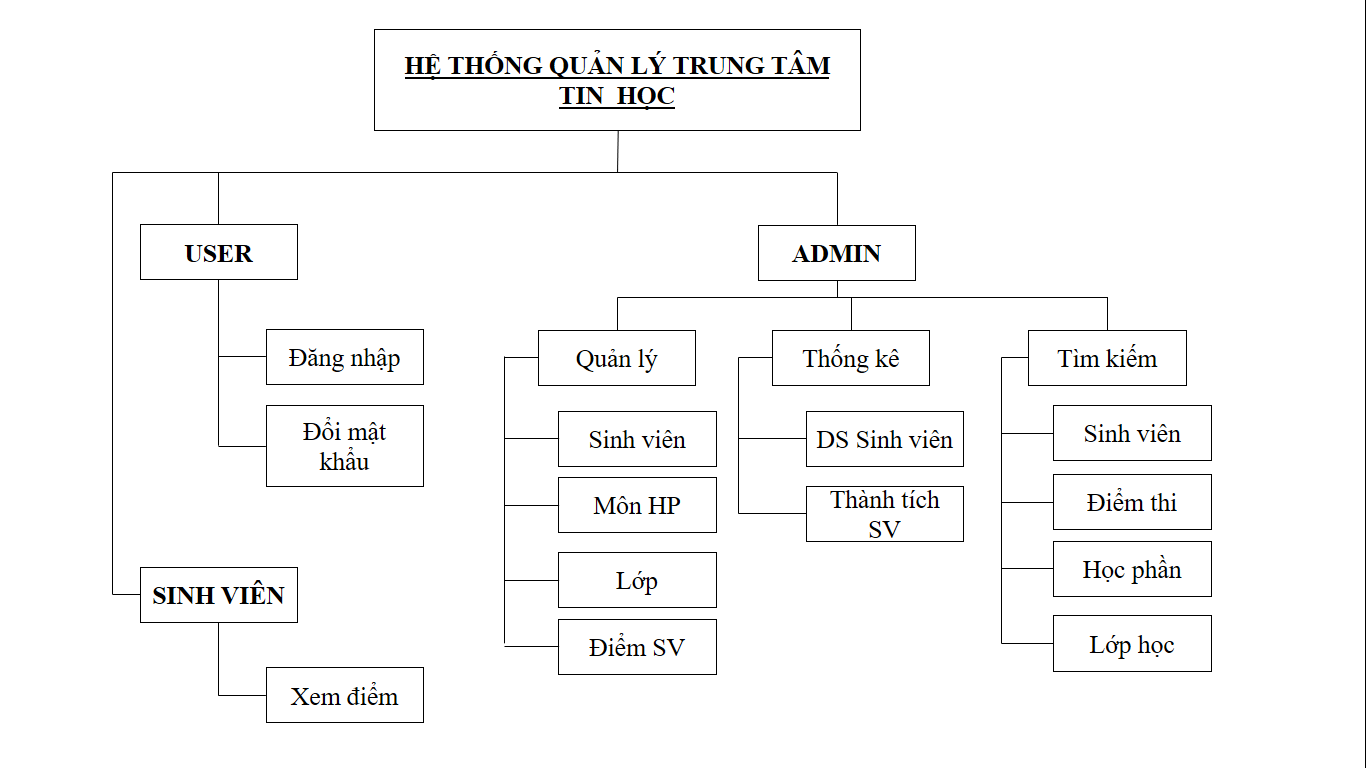 HỆ THỐNG QUẢN LÝ TRUNG TÂM
TIN HỌC
USER
Đăng nhập
Đổi mật
khẩu
SINH VIÊN
Xem điểm
ADMIN
Quản lý
Sinh viên
Môn HP
Lớp
Điểm SV
Thống kê
DS Sinh viên
Thành tích
SV
Tìm kiếm
Sinh viên
Điểm thi
Học phần
Lớp học